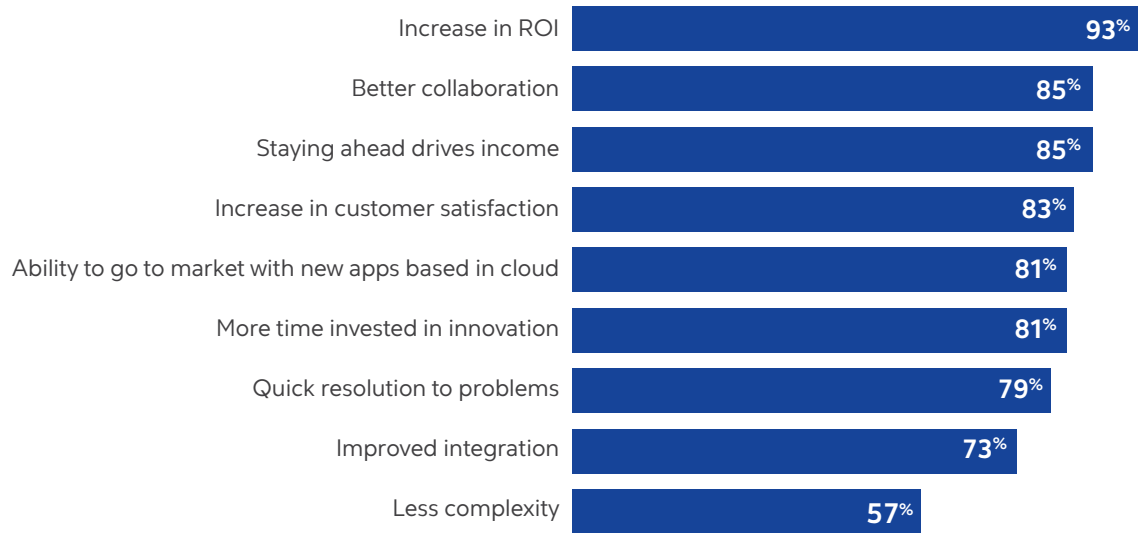 Increase in ROI 93%
Better collaboration 85%
Staying ahead drives income 85%
Increase in customer satisfaction 83%
Ability to go to market with new apps based in cloud 81%
More time invested in innovation 81%
Quick resolution to problems 79%
Improved integration 73%
Less complexity 57%